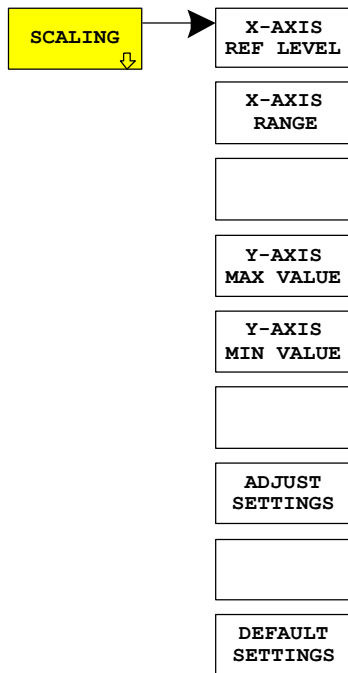 SCALING
X-AXIS
REF LEVEL
X-AXIS
RANGE
Y-AXIS
MAX VALUE
Y-AXIS
MIN VALUE
ADJUST
SETTINGS
DEFAULT
SETTINGS